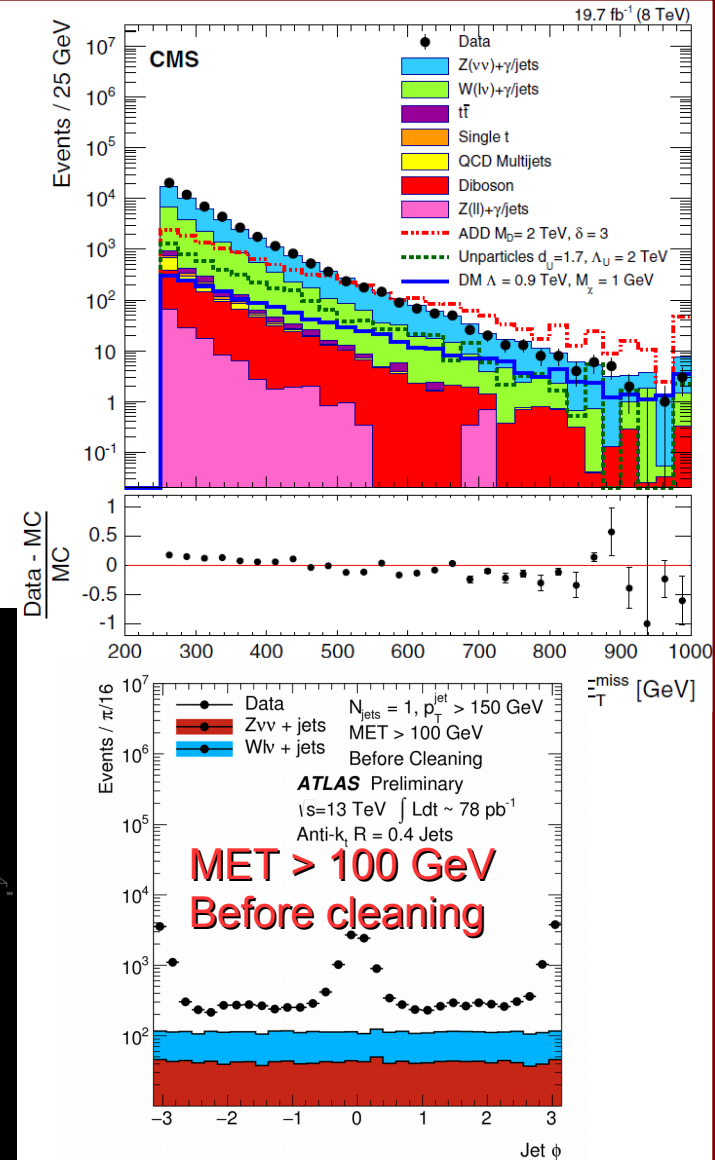 19.7 fb⁻¹ (8 TeV)
Events / 25 GeV
10⁷
10⁶
10⁵
10⁴
10³
10²
10
1
10⁻¹
CMS
Data
Z(νν)+γ/jets
W(lν)+γ/jets
tt̄
Single t
QCD Multijets
Diboson
Z(ll)+γ/jets
ADD M_D= 2 TeV, δ = 3
Unparticles d_U=1.7, Λ_U = 2 TeV
DM Λ = 0.9 TeV, M_χ = 1 GeV
Data - MC
MC
1
0.5
0
-0.5
-1
200 300 400 500 600 700 800 900 1000
E_T^miss [GeV]
Events / π/16
10⁷
10⁶
10⁵
10⁴
10³
10²
Data
Zνν + jets
Wlν + jets
N_jets = 1, p_T^jet > 150 GeV
MET > 100 GeV
Before Cleaning
ATLAS Preliminary
√s=13 TeV ∫ Ldt ~ 78 pb⁻¹
Anti-k_t R = 0.4 Jets
MET > 100 GeV
Before cleaning
−3 −2 −1 0 1 2 3
Jet ϕ